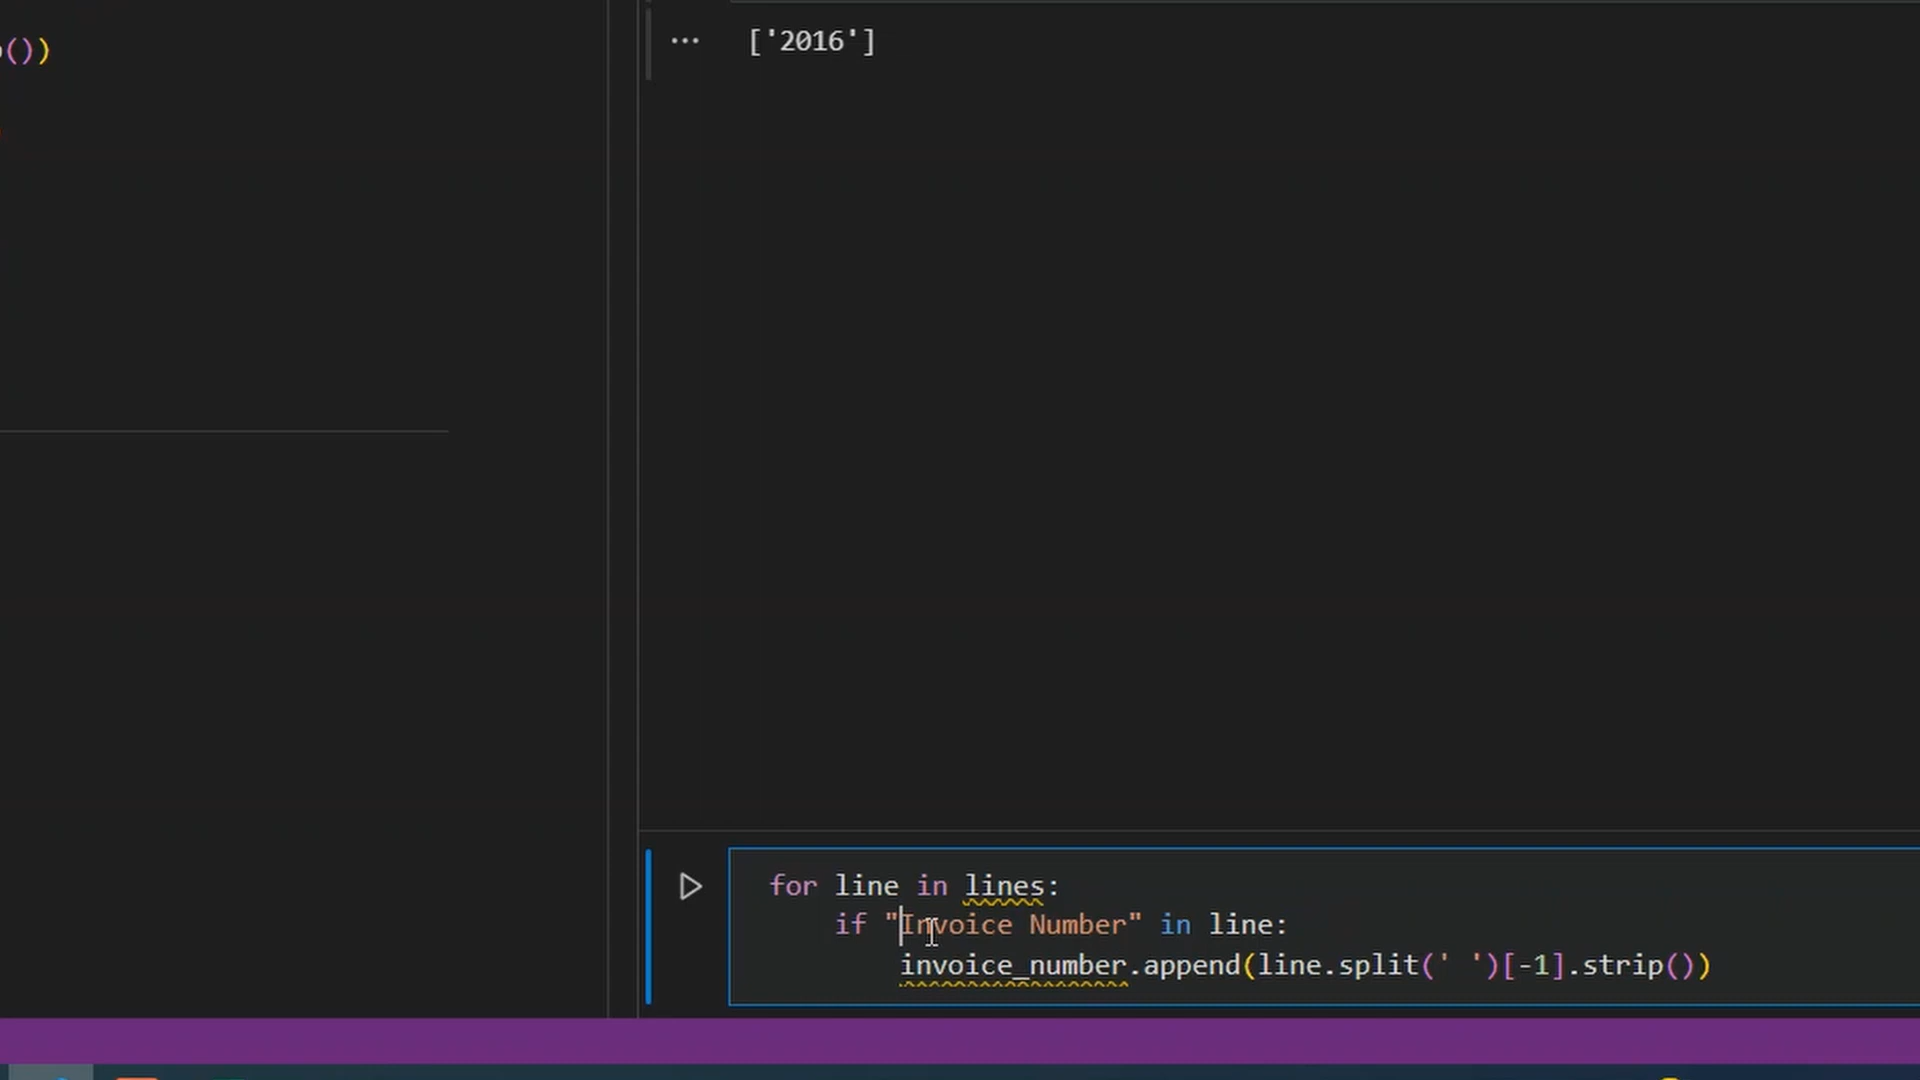 ())
['2016']
for line in lines:
if "Invoice Number" in line:
invoice_number.append(line.split(' ')[-1].strip())